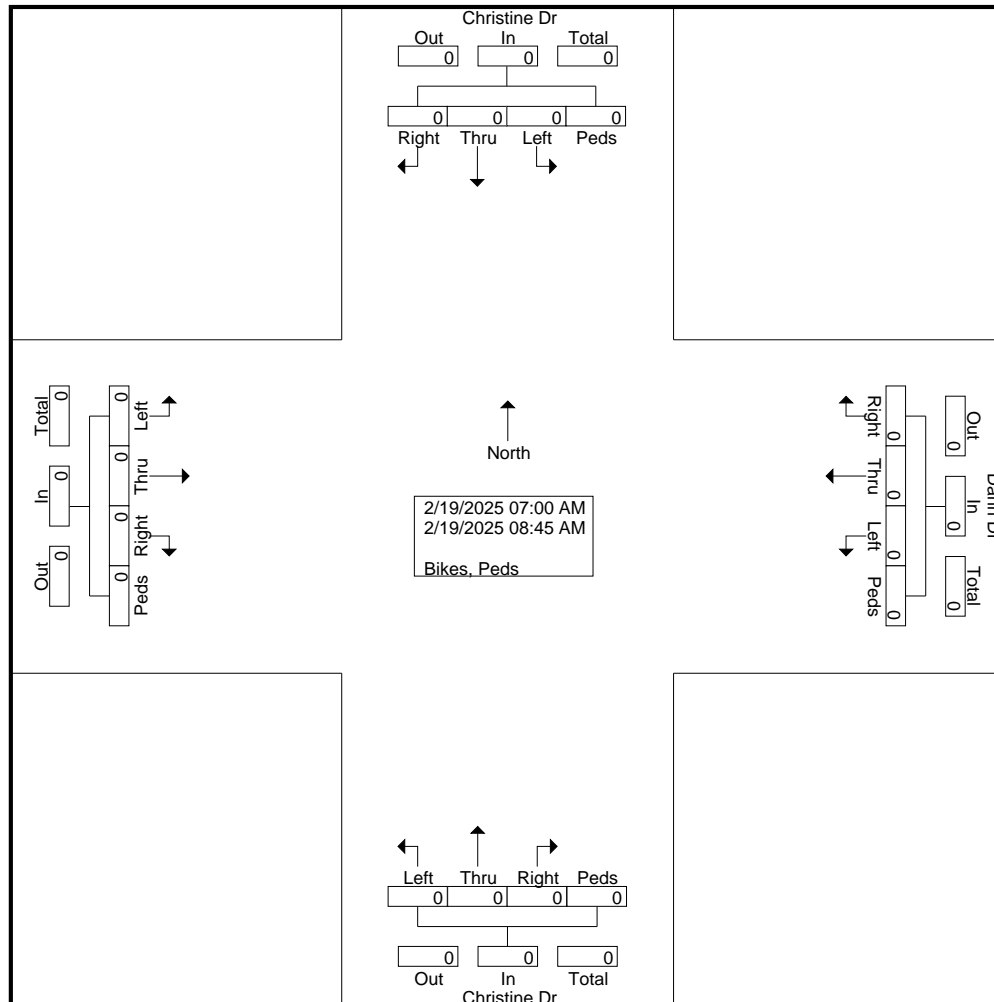 Christine Dr
Out In Total
0 0 0
0 0 0 0
Right Thru Left Peds
Total 0
In 0
Out 0
0 Left
0 Thru
0 Right
0 Peds
North
2/19/2025 07:00 AM
2/19/2025 08:45 AM
Bikes, Peds
Right 0
Thru 0
Left 0
Peds 0
Out 0
In 0
Total 0
Left Thru Right Peds
0 0 0 0
0 0 0
Out In Total
Christine Dr